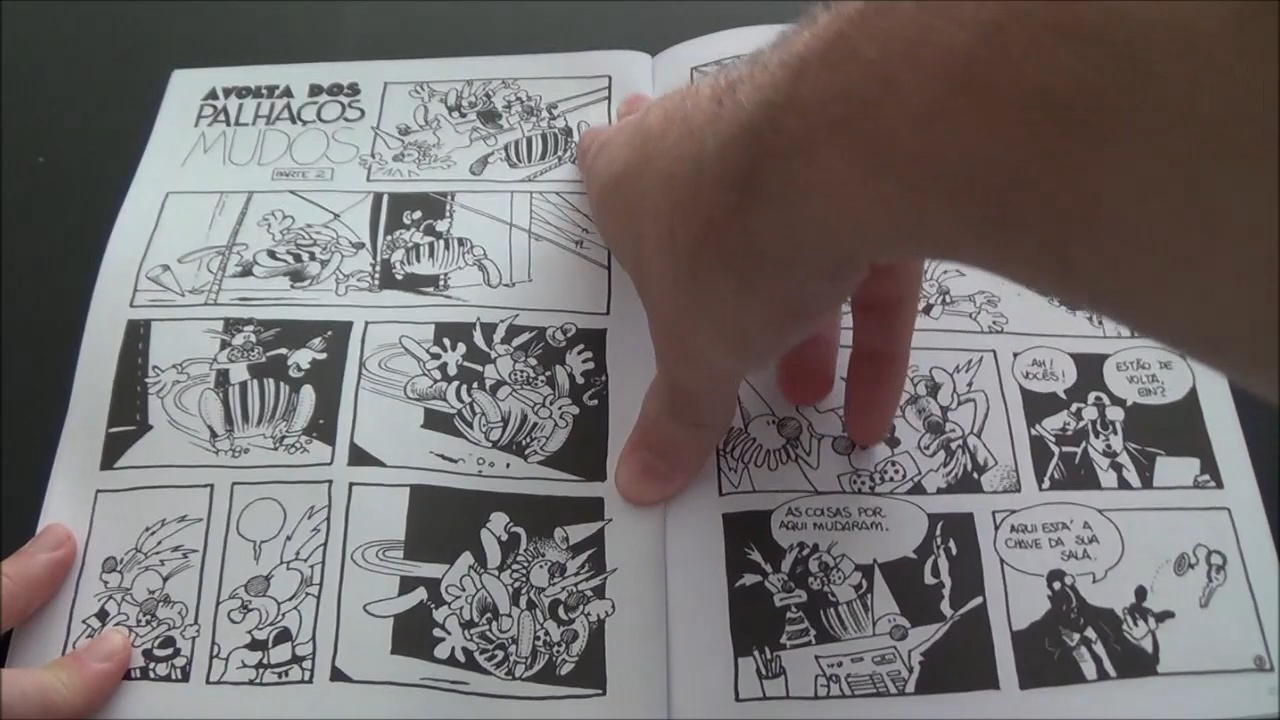 A VOLTA DOS
PALHAÇOS
MUDOS
PARTE 2
AH!
VOCÊS!
ESTÃO DE
VOLTA,
EIN?
AS COISAS POR
AQUI MUDARAM.
AQUI ESTÁ A
CHAVE DA SUA
SALA.